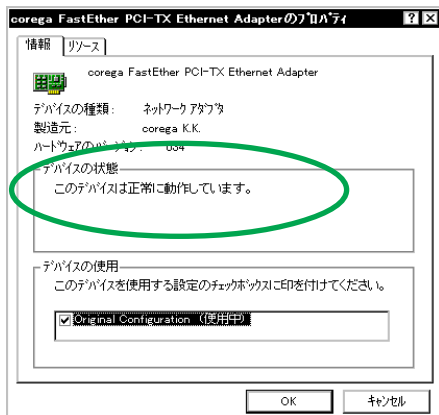 corega FastEther PCI-TX Ethernet Adapterのﾌﾟﾛﾊﾟﾃｨ
情報 リソース
corega FastEther PCI-TX Ethernet Adapter
ﾃﾞﾊﾞｲｽの種類： ﾈｯﾄﾜｰｸ ｱﾀﾞﾌﾟﾀ
製造元： corega K.K.
ﾊｰﾄﾞｳｪｱのﾊﾞｰｼﾞｮﾝ： 034
ﾃﾞﾊﾞｲｽの状態
このﾃﾞﾊﾞｲｽは正常に動作しています。
ﾃﾞﾊﾞｲｽの使用
このﾃﾞﾊﾞｲｽを使用する設定のﾁｪｯｸﾎﾞｯｸｽに印を付けてください。
Original Configuration （使用中）
OK ｷｬﾝｾﾙ